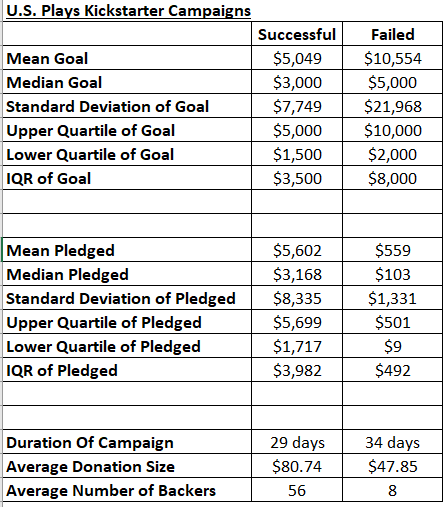 U.S. Plays Kickstarter Campaigns
Successful Failed
Mean Goal $5,049 $10,554
Median Goal $3,000 $5,000
Standard Deviation of Goal $7,749 $21,968
Upper Quartile of Goal $5,000 $10,000
Lower Quartile of Goal $1,500 $2,000
IQR of Goal $3,500 $8,000
Mean Pledged $5,602 $559
Median Pledged $3,168 $103
Standard Deviation of Pledged $8,335 $1,331
Upper Quartile of Pledged $5,699 $501
Lower Quartile of Pledged $1,717 $9
IQR of Pledged $3,982 $492
Duration Of Campaign 29 days 34 days
Average Donation Size $80.74 $47.85
Average Number of Backers 56 8